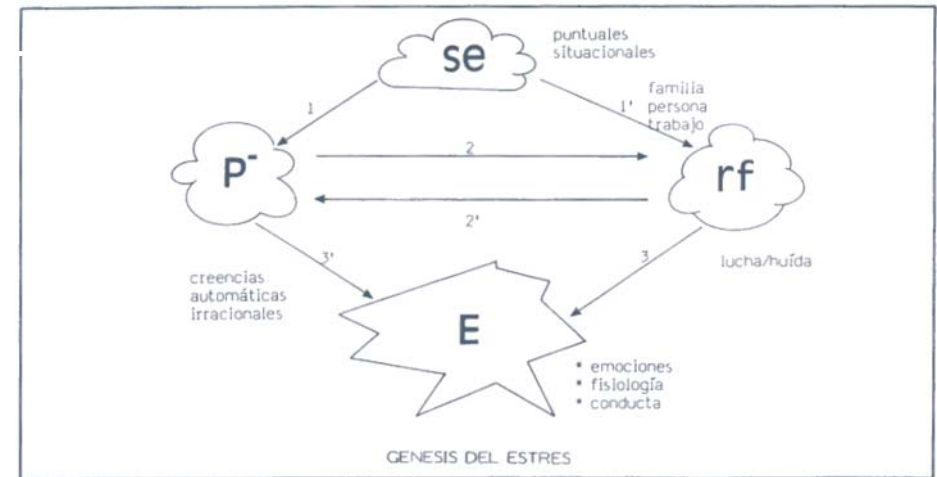 puntuales
situacionales
se
familia
persona
trabajo
1
1'
P-
2
rf
2'
3'
3
lucha/huída
creencias
automáticas
irracionales
E
* emociones
* fisiología
* conducta
GENESIS DEL ESTRES